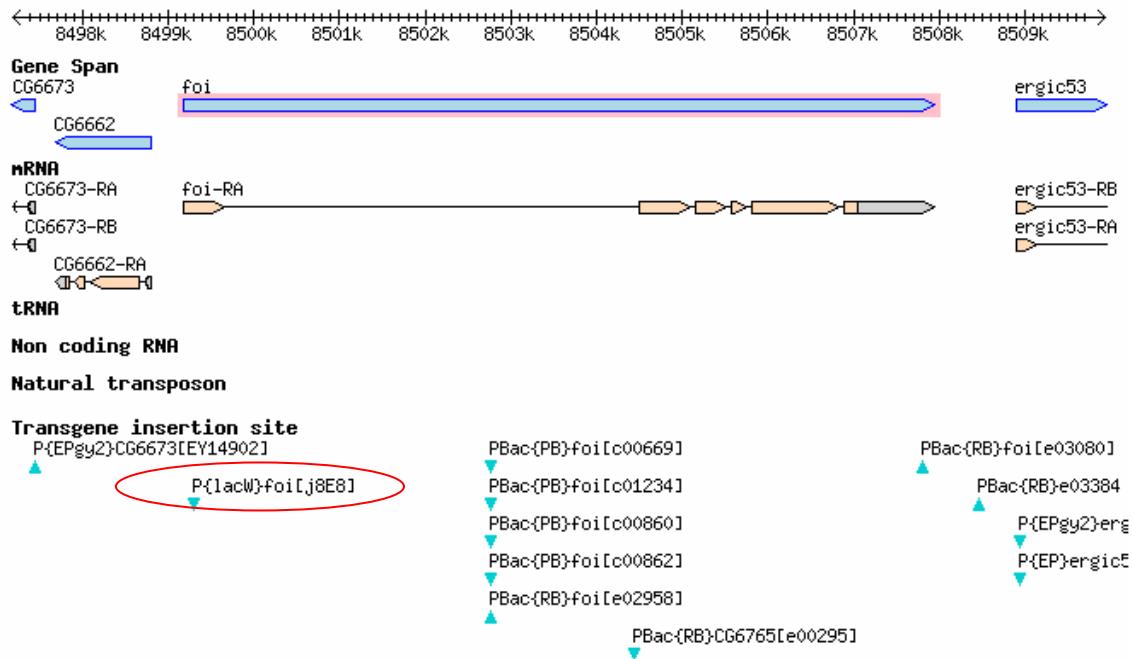 8498k 8499k 8500k 8501k 8502k 8503k 8504k 8505k 8506k 8507k 8508k 8509k
Gene Span
CG6673 foi ergic53
CG6662
mRNA
CG6673-RA foi-RA ergic53-RB
CG6673-RB ergic53-RA
CG6662-RA
tRNA
Non coding RNA
Natural transposon
Transgene insertion site
P{EPgy2}CG6673[EY14902] PBac{PB}foi[c00669] PBac{RB}foi[e03080]
P{lacW}foi[j8E8] PBac{PB}foi[c01234] PBac{RB}e03384
PBac{PB}foi[c00860] P{EPgy2}erg
PBac{PB}foi[c00862] P{EP}ergic5
PBac{RB}foi[e02958]
PBac{RB}CG6765[e00295]